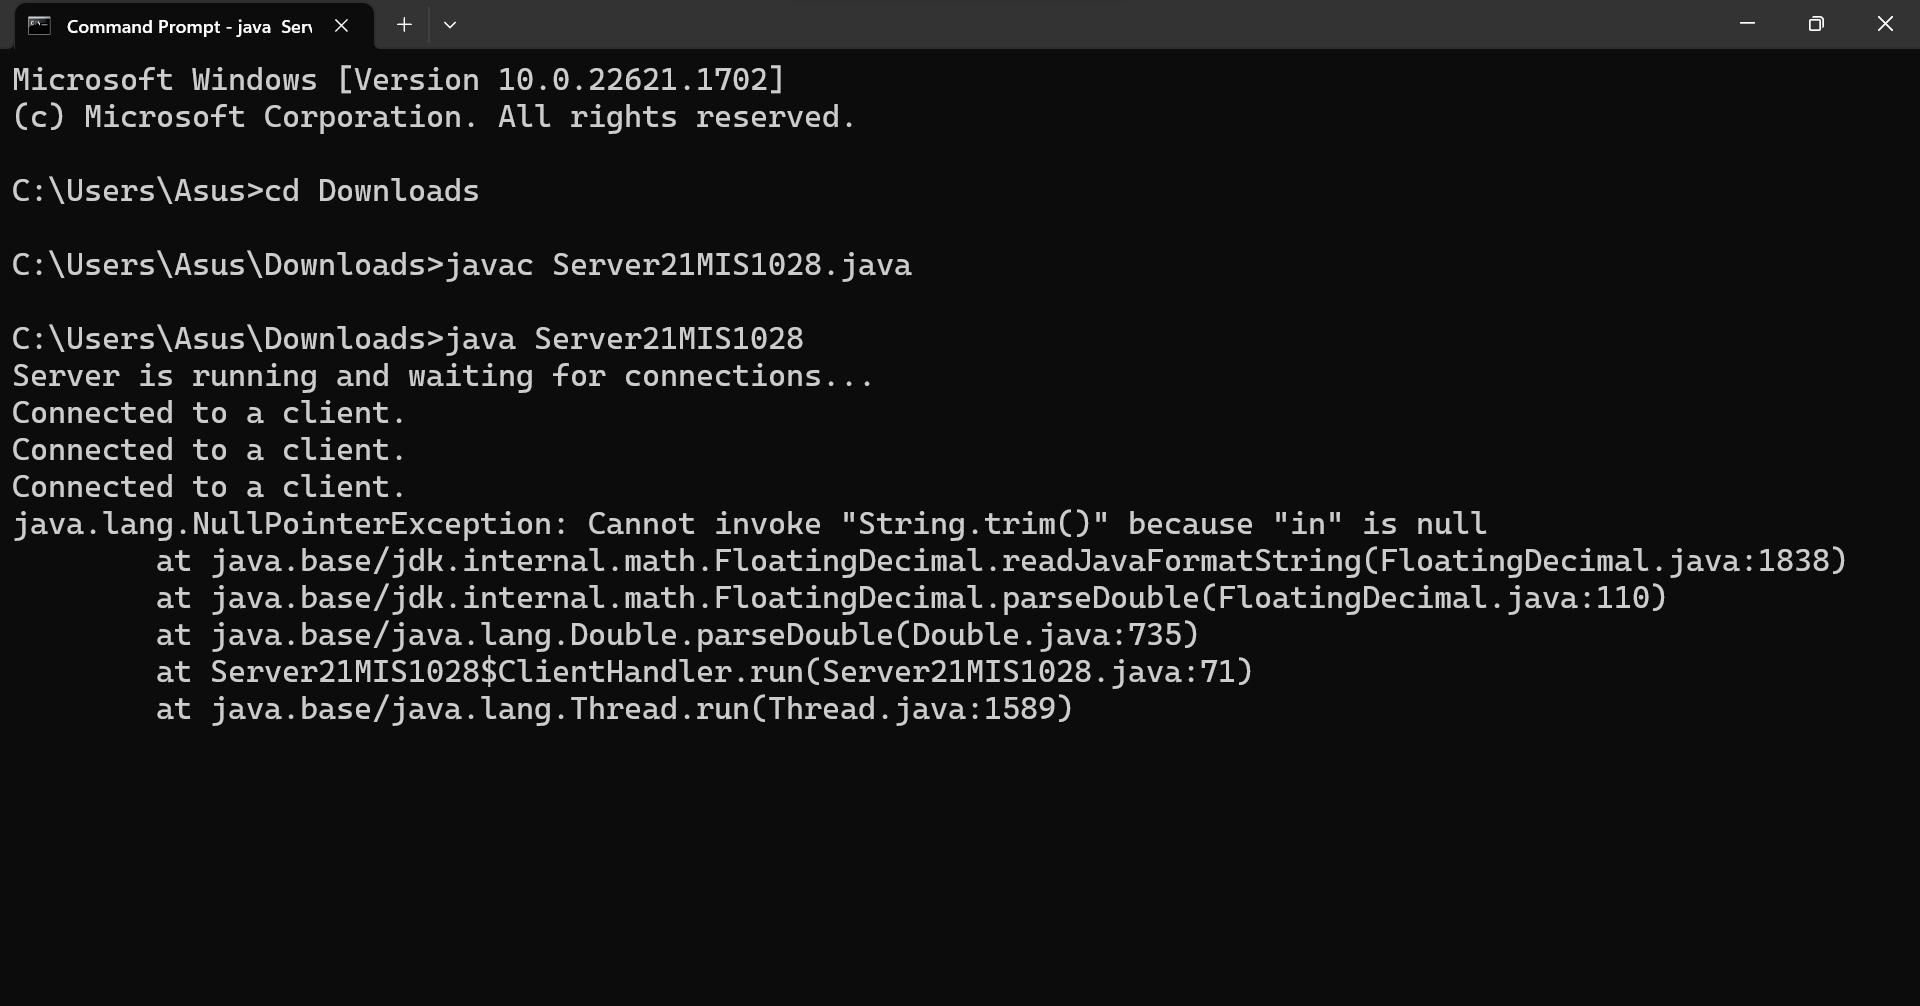 Command Prompt - java Serv
Microsoft Windows [Version 10.0.22621.1702]
(c) Microsoft Corporation. All rights reserved.
C:\Users\Asus>cd Downloads
C:\Users\Asus\Downloads>javac Server21MIS1028.java
C:\Users\Asus\Downloads>java Server21MIS1028
Server is running and waiting for connections...
Connected to a client.
Connected to a client.
Connected to a client.
java.lang.NullPointerException: Cannot invoke "String.trim()" because "in" is null
        at java.base/jdk.internal.math.FloatingDecimal.readJavaFormatString(FloatingDecimal.java:1838)
        at java.base/jdk.internal.math.FloatingDecimal.parseDouble(FloatingDecimal.java:110)
        at java.base/java.lang.Double.parseDouble(Double.java:735)
        at Server21MIS1028$ClientHandler.run(Server21MIS1028.java:71)
        at java.base/java.lang.Thread.run(Thread.java:1589)